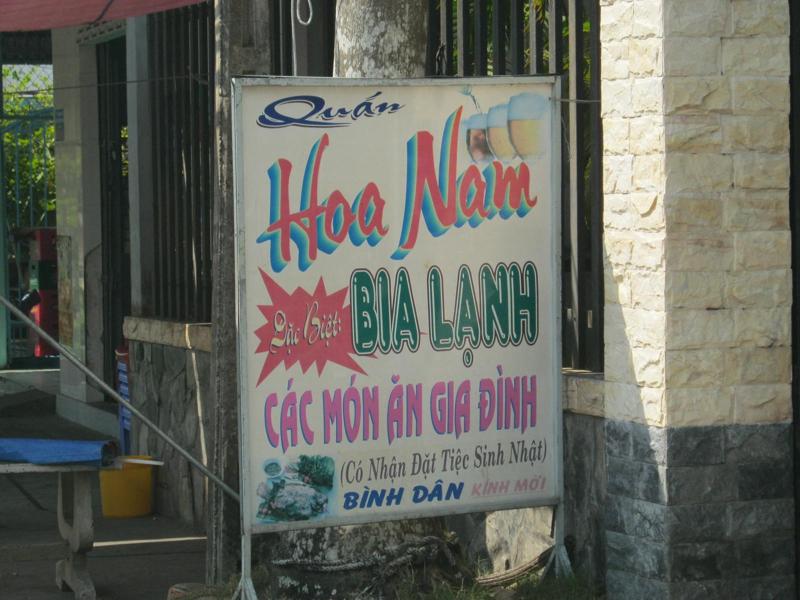 Quán
Hoa Nam
Đặc Biệt: BIA LẠNH
CÁC MÓN ĂN GIA ĐÌNH
(Có Nhận Đặt Tiệc Sinh Nhật)
BÌNH DÂN KÍNH MỜI